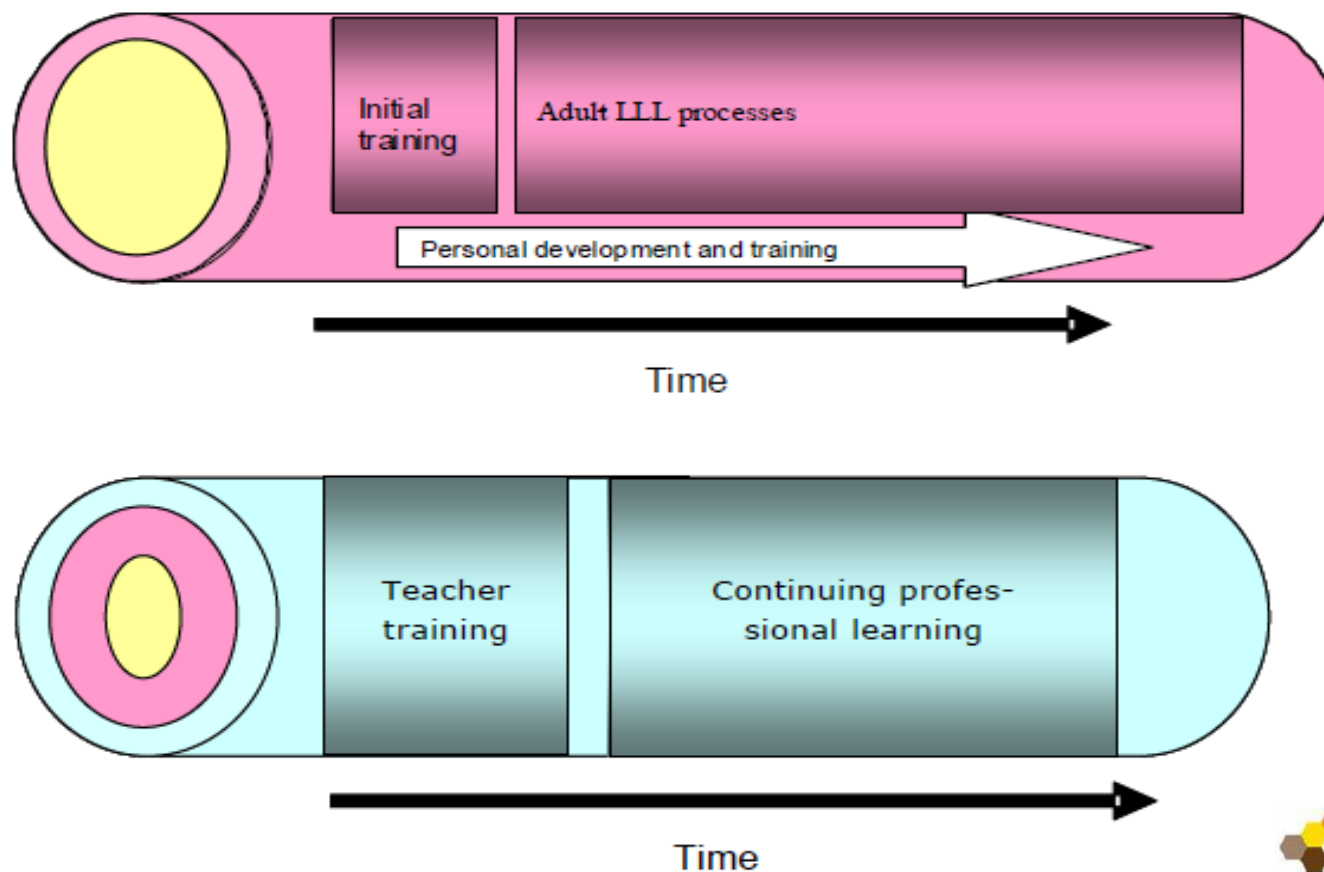 Initial
training
Adult LLL processes
Personal development and training
Time
Teacher
training
Continuing profes-
sional learning
Time